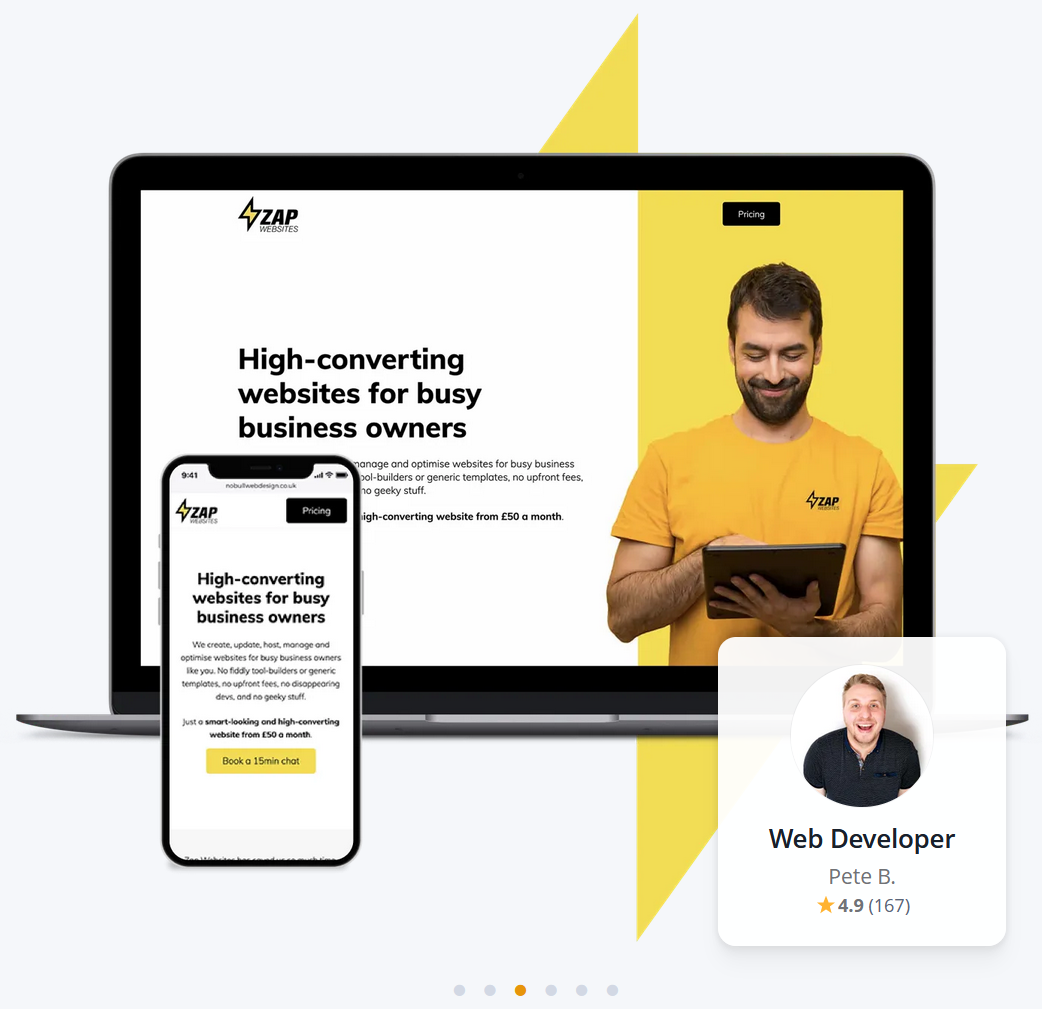 ZAP
WEBSITES
Pricing
High-converting
websites for busy
business owners
manage and optimise websites for busy business
ool-builders or generic templates, no upfront fees,
no geeky stuff.
high-converting website from £50 a month.
ZAP
WEBSITES
9:41
nobullwebdesign.co.uk
ZAP
WEBSITES
Pricing
High-converting
websites for busy
business owners
We create, update, host, manage and
optimise websites for busy business owners
like you. No fiddly tool-builders or generic
templates, no upfront fees, no disappearing
devs, and no geeky stuff.
Just a smart-looking and high-converting
website from £50 a month.
Book a 15min chat
Zap Websites has saved us so much time
Web Developer
Pete B.
4.9 (167)